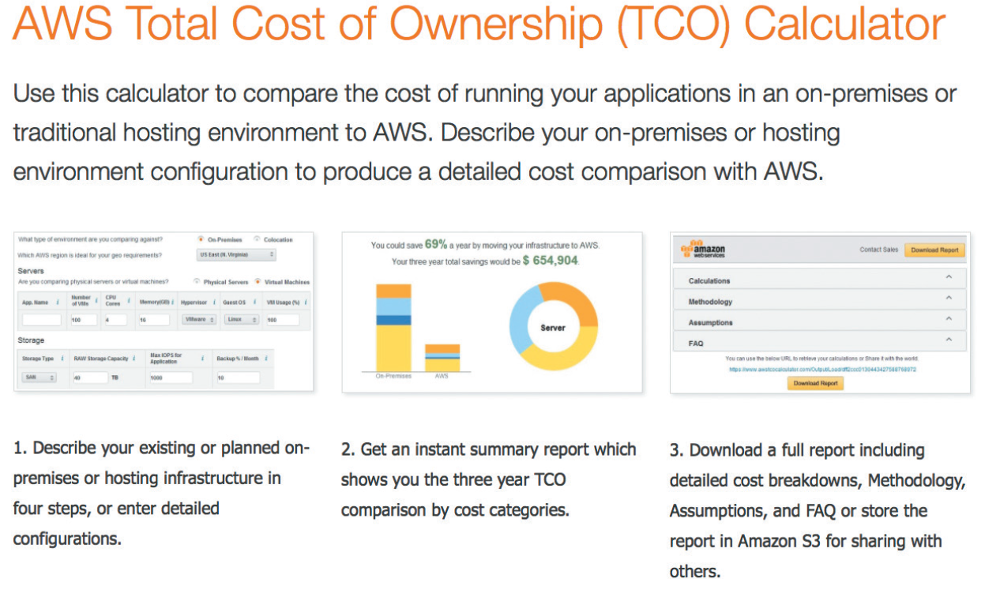 AWS Total Cost of Ownership (TCO) Calculator
Use this calculator to compare the cost of running your applications in an on-premises or
traditional hosting environment to AWS. Describe your on-premises or hosting
environment configuration to produce a detailed cost comparison with AWS.
What type of environment are you comparing against? On-Premises Colocation
Which AWS region is ideal for your geo requirements? US East (N. Virginia)
Servers
Are you comparing physical servers or virtual machines? Physical Servers Virtual Machines
App. Name i Number of VMs i CPU Cores i Memory(GB) i Hypervisor i Guest OS i VM Usage (%) i
100 4 16 VMware Linux 100
Storage
Storage Type i RAW Storage Capacity i Max IOPS for Application i Backup % / Month i
SAN 40 TB 1000 10
You could save 69% a year by moving your infrastructure to AWS.
Your three year total savings would be $ 654,904.
Server
On-Premises AWS
amazon
webservices
Contact Sales Download Report
Calculations
Methodology
Assumptions
FAQ
You can use the below URL to retrieve your calculations or Share it with the world.
Download Report
1. Describe your existing or planned on-
premises or hosting infrastructure in
four steps, or enter detailed
configurations.
2. Get an instant summary report which
shows you the three year TCO
comparison by cost categories.
3. Download a full report including
detailed cost breakdowns, Methodology,
Assumptions, and FAQ or store the
report in Amazon S3 for sharing with
others.